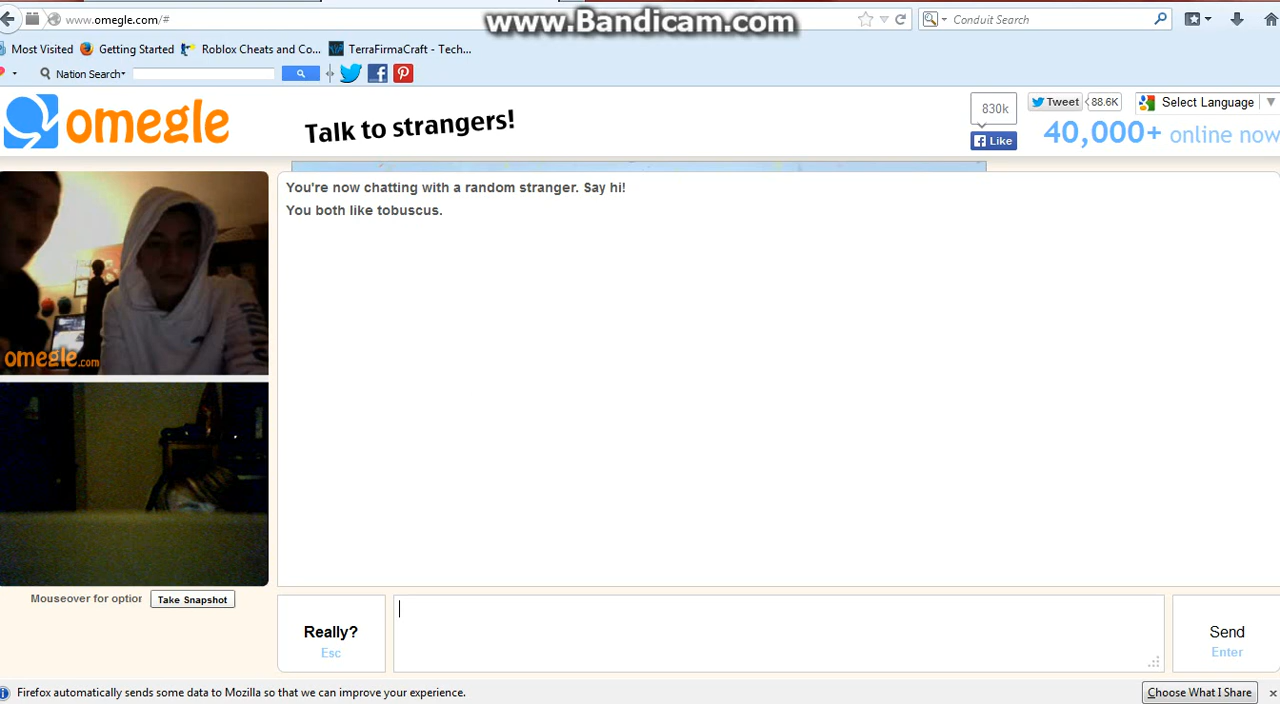 www.Bandicam.com
www.omegle.com/#
Conduit Search
Most Visited
Getting Started
Roblox Cheats and Co...
TerraFirmaCraft - Tech...
Nation Search
omegle
Talk to strangers!
830k
Like
Tweet
88.6K
Select Language
40,000+ online now
omegle.com
You're now chatting with a random stranger. Say hi!
You both like tobuscus.
Mouseover for option
Take Snapshot
Really?
Esc
Send
Enter
Firefox automatically sends some data to Mozilla so that we can improve your experience.
Choose What I Share